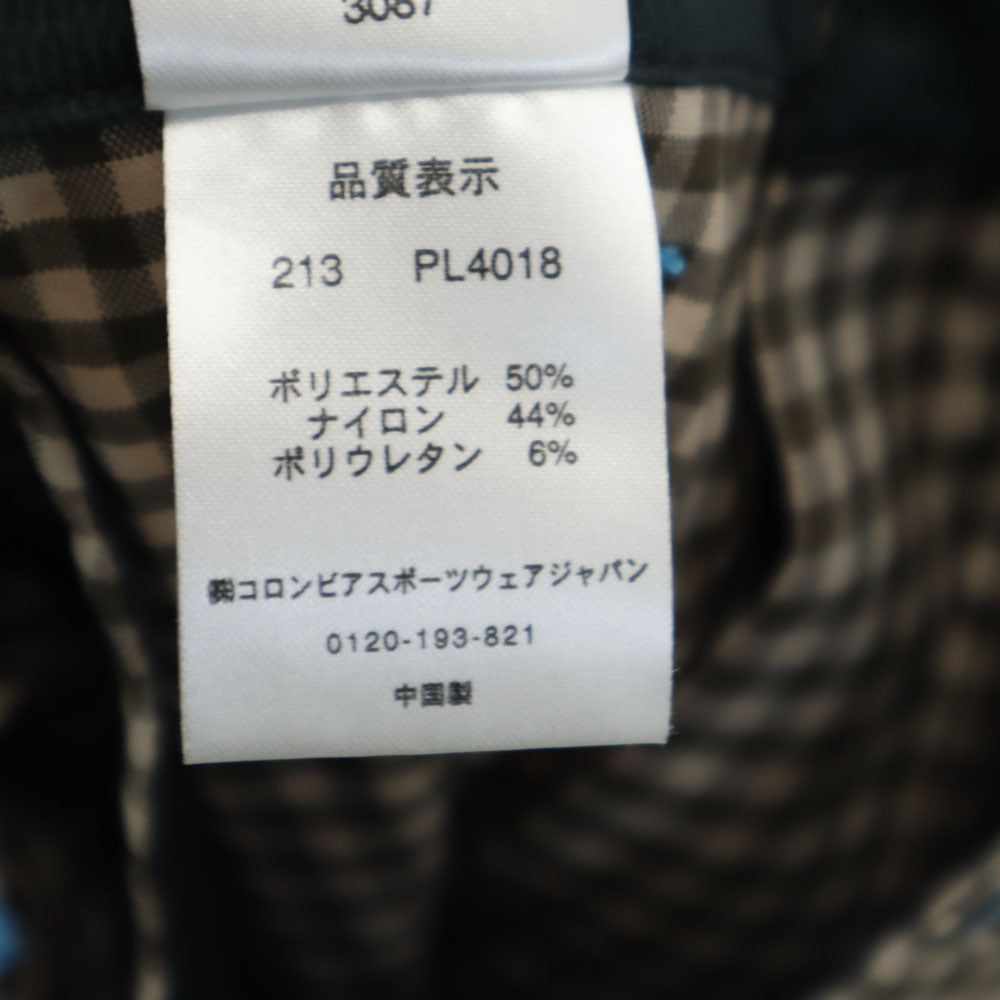 3087
品質表示
213 PL4018
ポリエステル 50%
ナイロン 44%
ポリウレタン 6%
㈱コロンビアスポーツウェアジャパン
0120-193-821
中国製